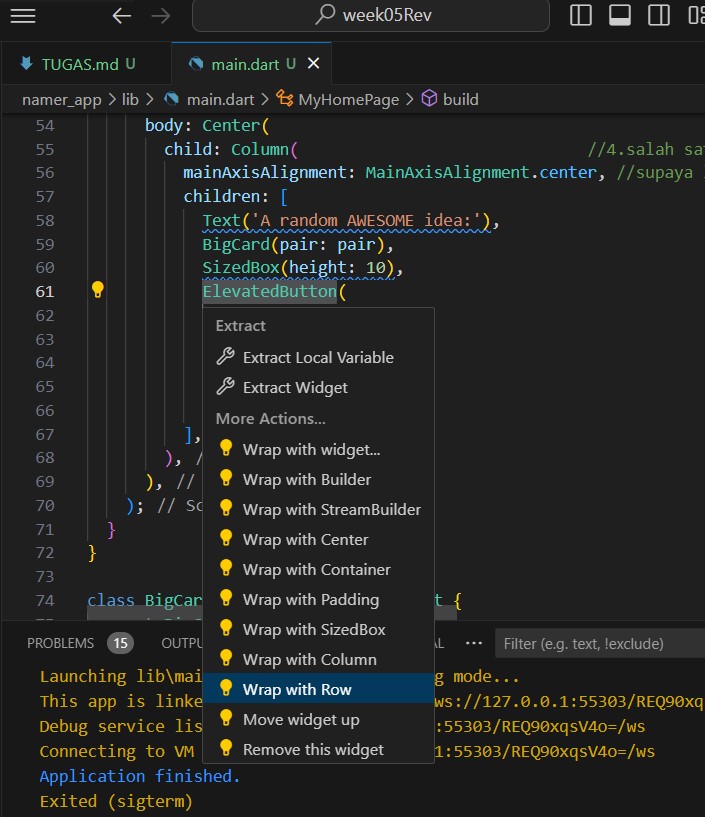 week05Rev
TUGAS.md U
main.dart U
namer_app > lib > main.dart > MyHomePage > build
54 body: Center(
55 child: Column( //4.salah
56 mainAxisAlignment: MainAxisAlignment.center, //supaya
57 children: [
58 Text('A random AWESOME idea:'),
59 BigCard(pair: pair),
60 SizedBox(height: 10),
61 ElevatedButton(
62
63
64
65
66
67 ],
68 ), //
69 ), //
70 ); // Sc
71 }
72 }
73
74 class BigCar t {
Extract
Extract Local Variable
Extract Widget
More Actions...
Wrap with widget...
Wrap with Builder
Wrap with StreamBuilder
Wrap with Center
Wrap with Container
Wrap with Padding
Wrap with SizedBox
Wrap with Column
Wrap with Row
Move widget up
Remove this widget
PROBLEMS 15 OUTPU AL ... Filter (e.g. text, !exclude)
Launching lib\mai g mode...
This app is linke ws://127.0.0.1:55303/REQ90xq
Debug service lis :55303/REQ90xqsV4o=/ws
Connecting to VM 1:55303/REQ90xqsV4o=/ws
Application finished.
Exited (sigterm)